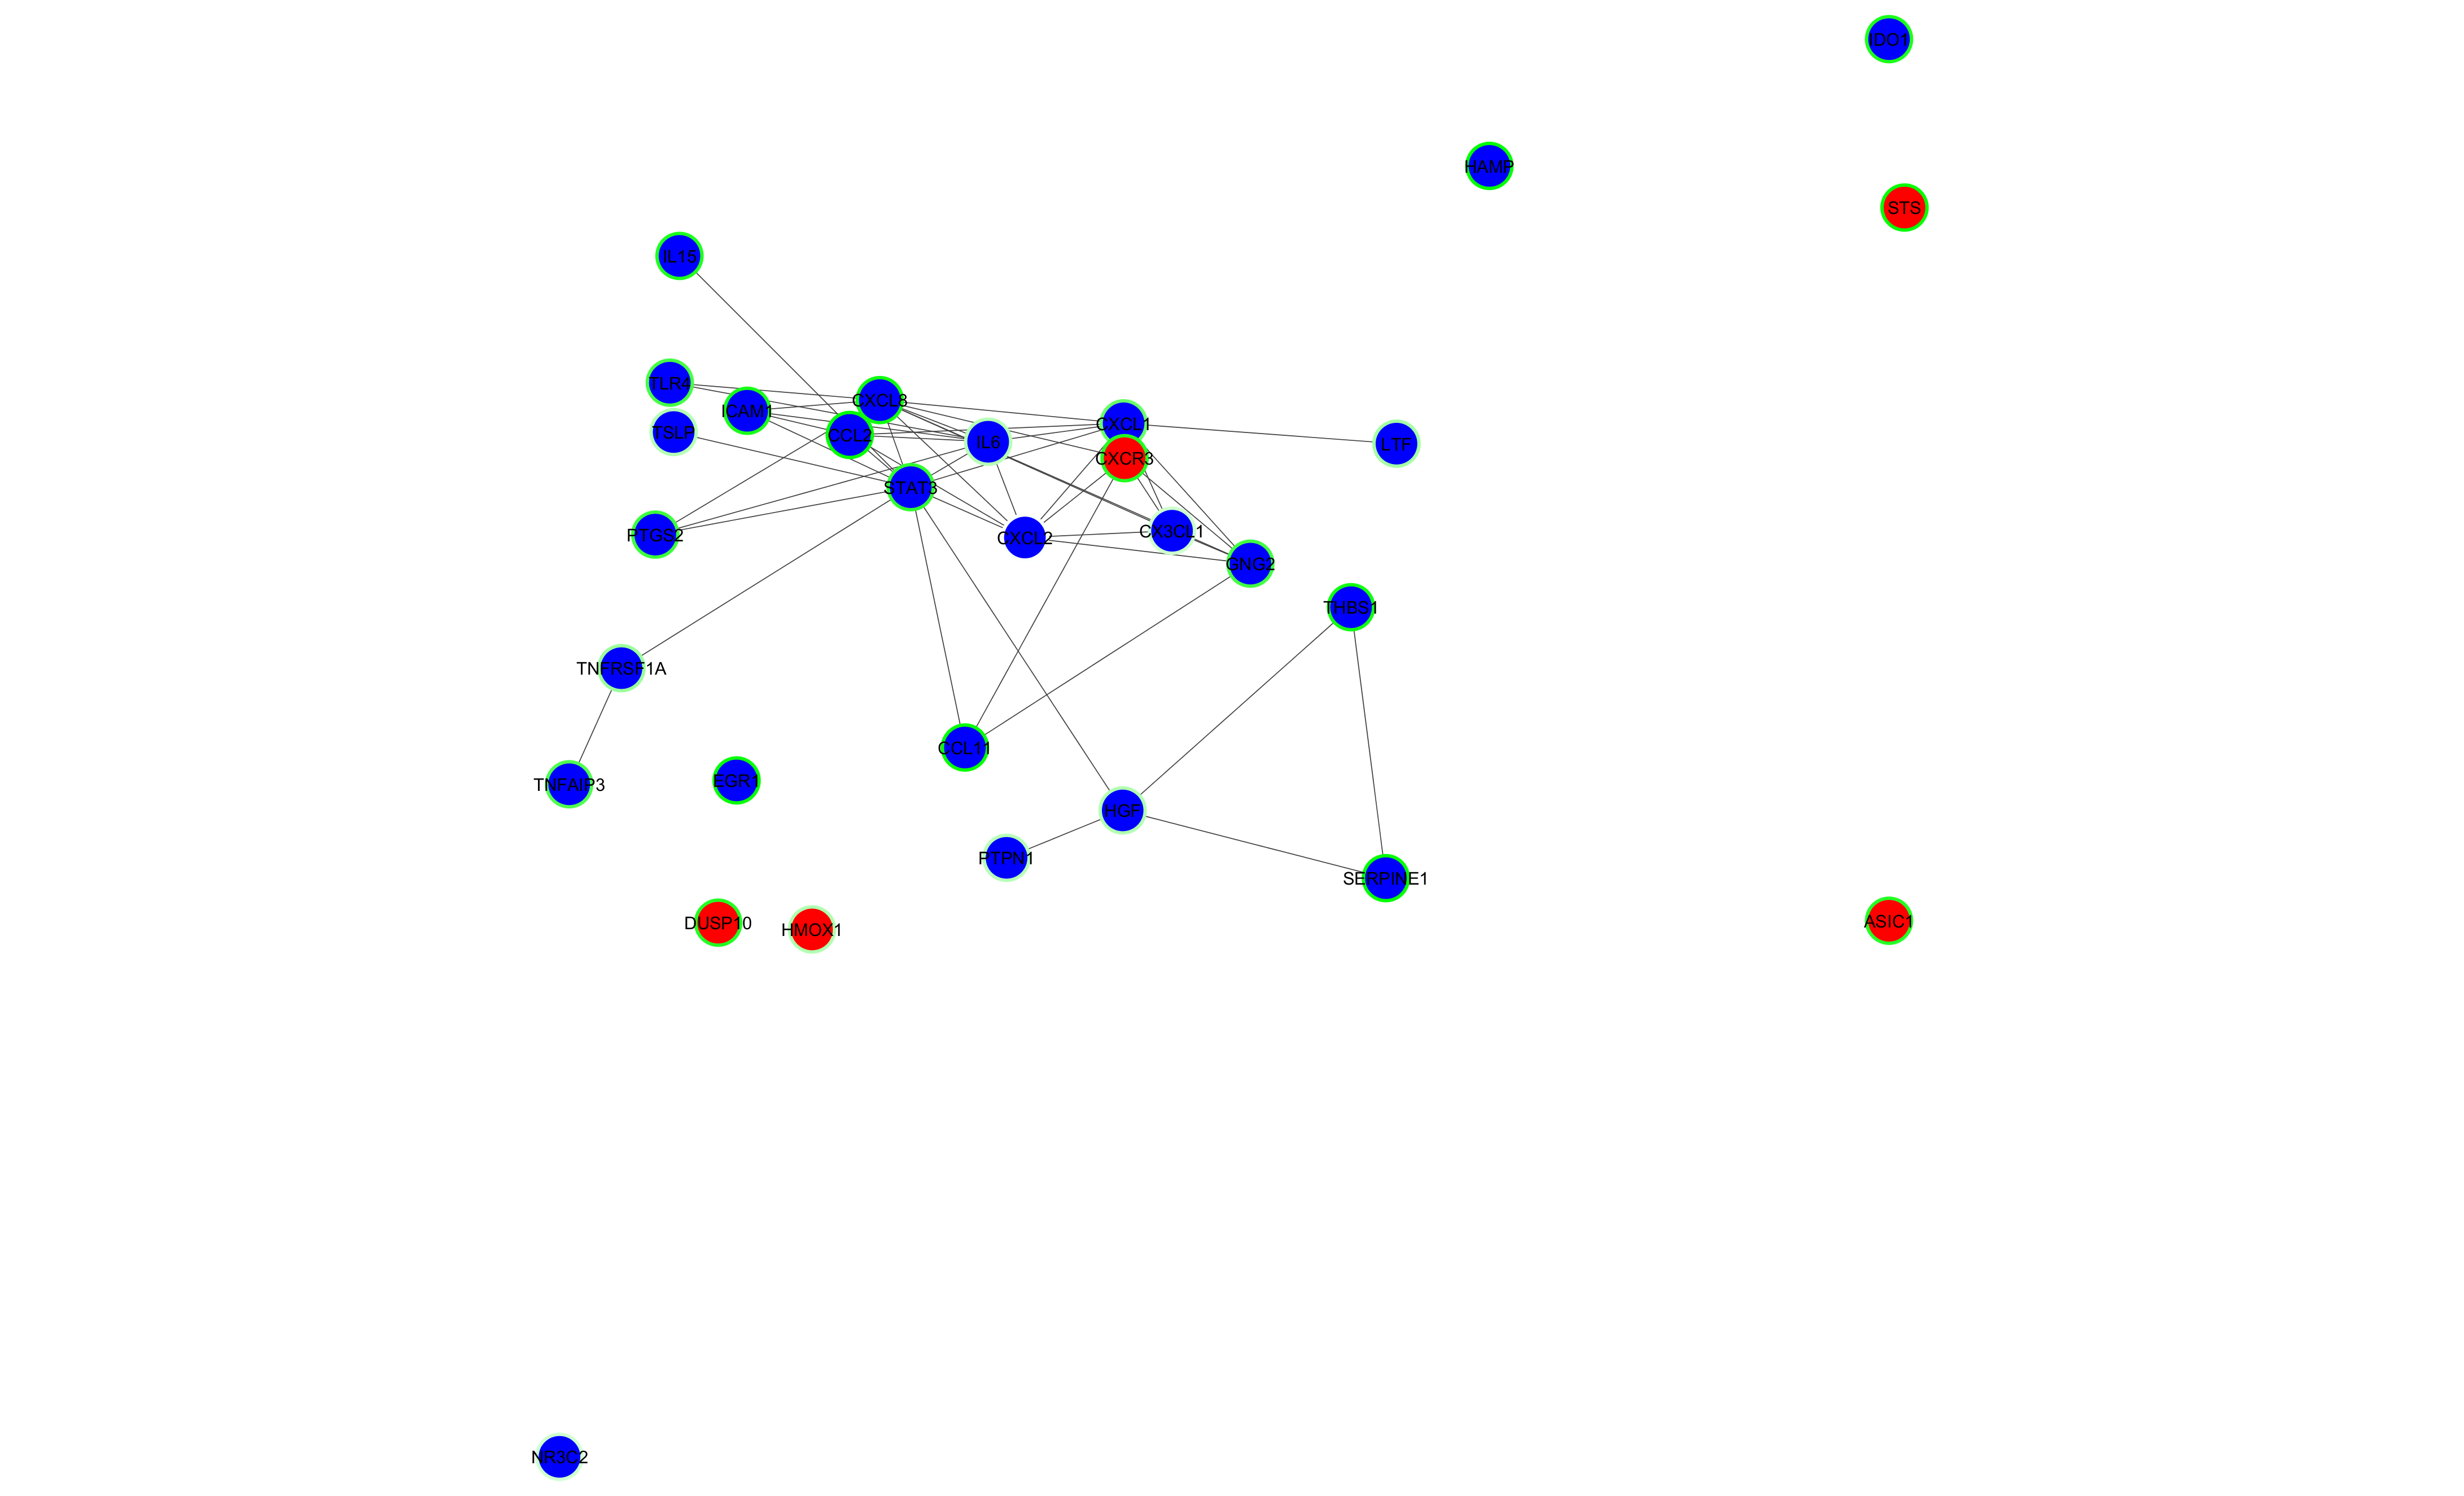 IDO1
HAMP
STS
IL15
TLR4
CXCL8
ICAM1
CXCL1
TSLP
CCL2
IL6
LTF
CXCR3
STAT3
CX3CL1
PTGS2
CXCL2
GNG2
THBS1
TNFRSF1A
CCL11
EGR1
TNFAIP3
HGF
PTPN1
SERPINE1
ASIC1
DUSP10
HMOX1
NR3C2